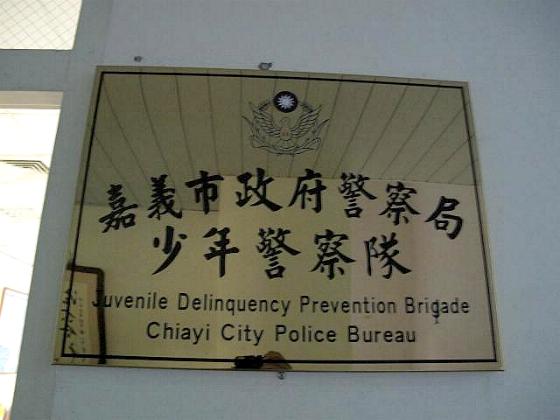 嘉義市政府警察局
少年警察隊
Juvenile Delinquency Prevention Brigade
Chiayi City Police Bureau